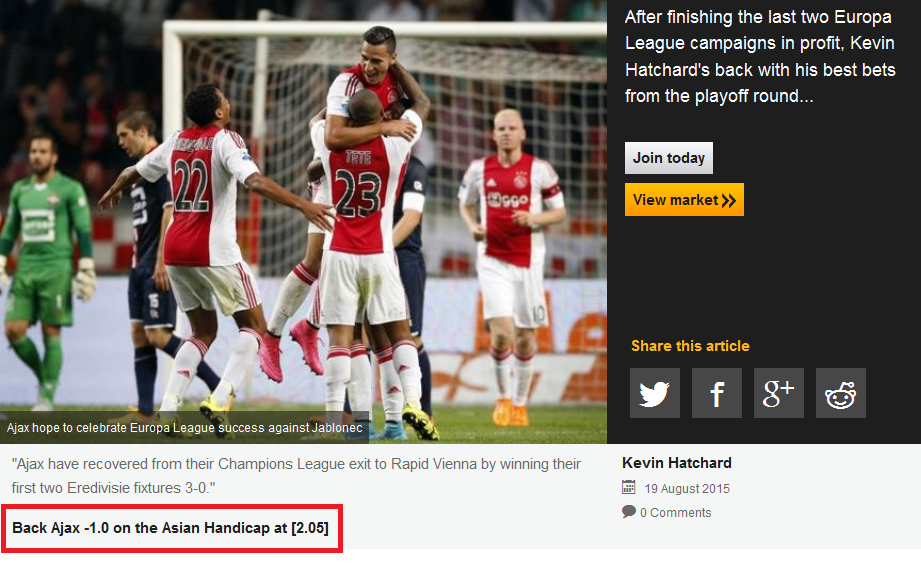 After finishing the last two Europa
League campaigns in profit, Kevin
Hatchard's back with his best bets
from the playoff round...
Join today
View market
22
TETE
23
10
15
Share this article
g+
Ajax hope to celebrate Europa League success against Jablonec
"Ajax have recovered from their Champions League exit to Rapid Vienna by winning their
first two Eredivisie fixtures 3-0."
Back Ajax -1.0 on the Asian Handicap at [2.05]
Kevin Hatchard
19 August 2015
0 Comments